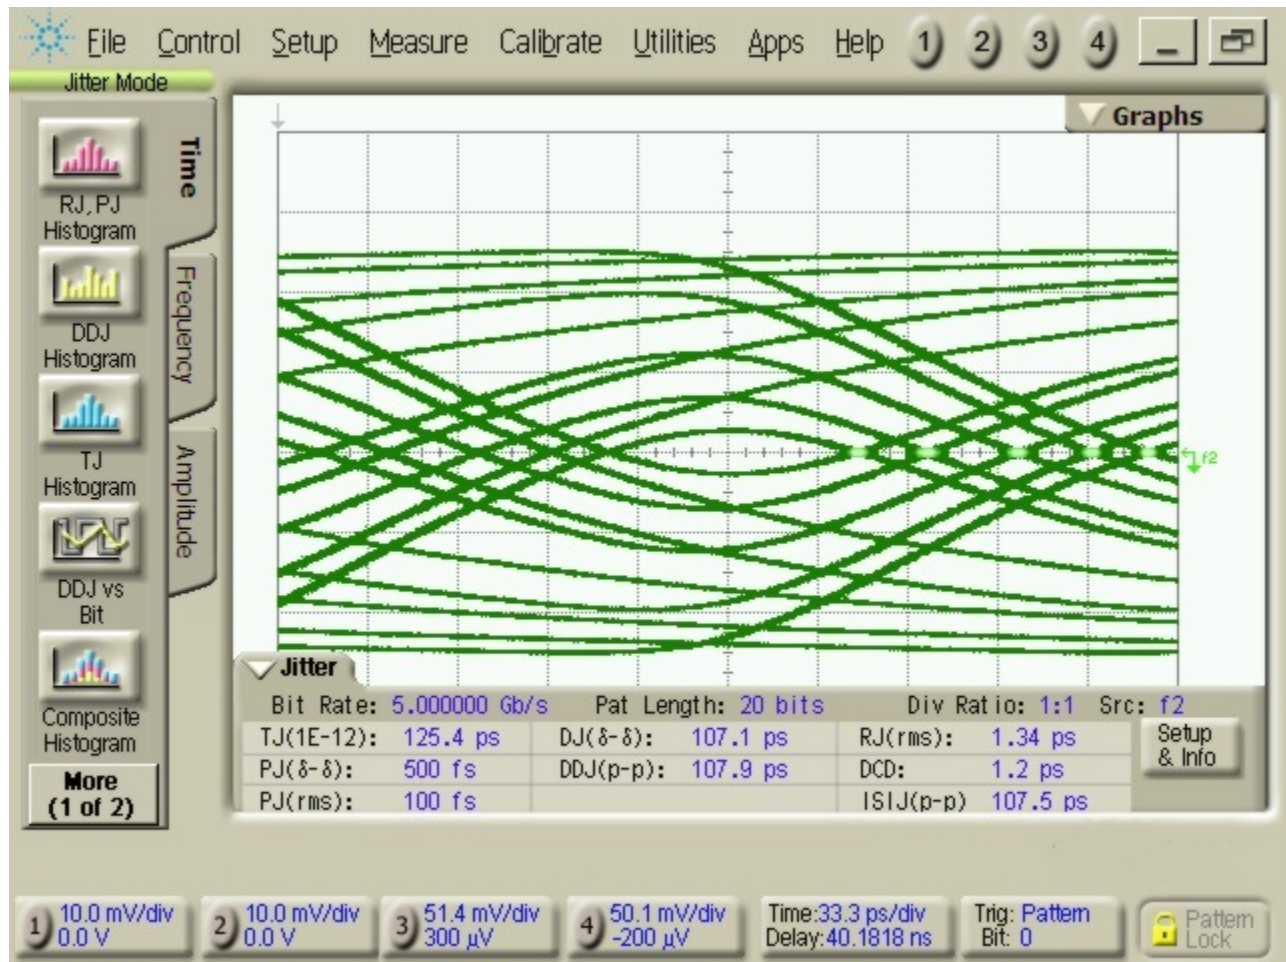 File Control Setup Measure Calibrate Utilities Apps Help 1 2 3 4
Jitter Mode
Graphs
Time
Frequency
Amplitude
RJ, PJ
Histogram
DDJ
Histogram
TJ
Histogram
DDJ vs
Bit
Composite
Histogram
More
(1 of 2)
f2
Jitter
Bit Rate: 5.000000 Gb/s Pat Length: 20 bits Div Ratio: 1:1 Src: f2
TJ(1E-12): 125.4 ps DJ(δ-δ): 107.1 ps RJ(rms): 1.34 ps
PJ(δ-δ): 500 fs DDJ(p-p): 107.9 ps DCD: 1.2 ps
PJ(rms): 100 fs ISIJ(p-p) 107.5 ps
Setup
& Info
1 10.0 mV/div
0.0 V
2 10.0 mV/div
0.0 V
3 51.4 mV/div
300 µV
4 50.1 mV/div
-200 µV
Time:33.3 ps/div
Delay:40.1818 ns
Trig: Pattern
Bit: 0
Pattern
Lock